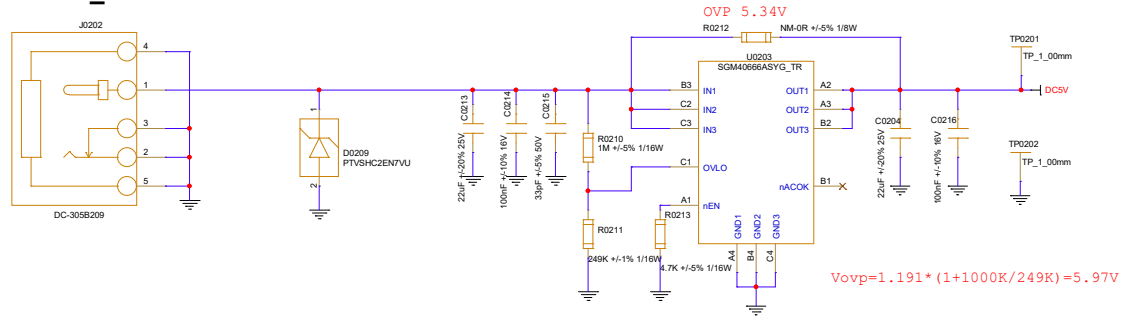 OVP 5.34V
J0202
R0212
NM-0R +/-5% 1/8W
TP0201
TP_1_00mm
4
1
3
2
5
DC-305B209
1
D0209
PTVSHC2EN7VU
2
C0213
22uF +/-20% 25V
C0214
100nF +/-10% 16V
C0215
33pF +/-5% 50V
R0210
1M +/-5% 1/16W
R0211
249K +/-1% 1/16W
R0213
4.7K +/-5% 1/16W
U0203
SGM40666ASYG_TR
B3
IN1
C2
IN2
C3
IN3
C1
OVLO
A1
nEN
OUT1
A2
OUT2
A3
OUT3
B2
nACOK
B1
GND1
GND2
GND3
A4
B4
C4
C0204
22uF +/-20% 25V
C0216
100nF +/-10% 16V
DC5V
TP0202
TP_1_00mm
Vovp=1.191*(1+1000K/249K)=5.97V